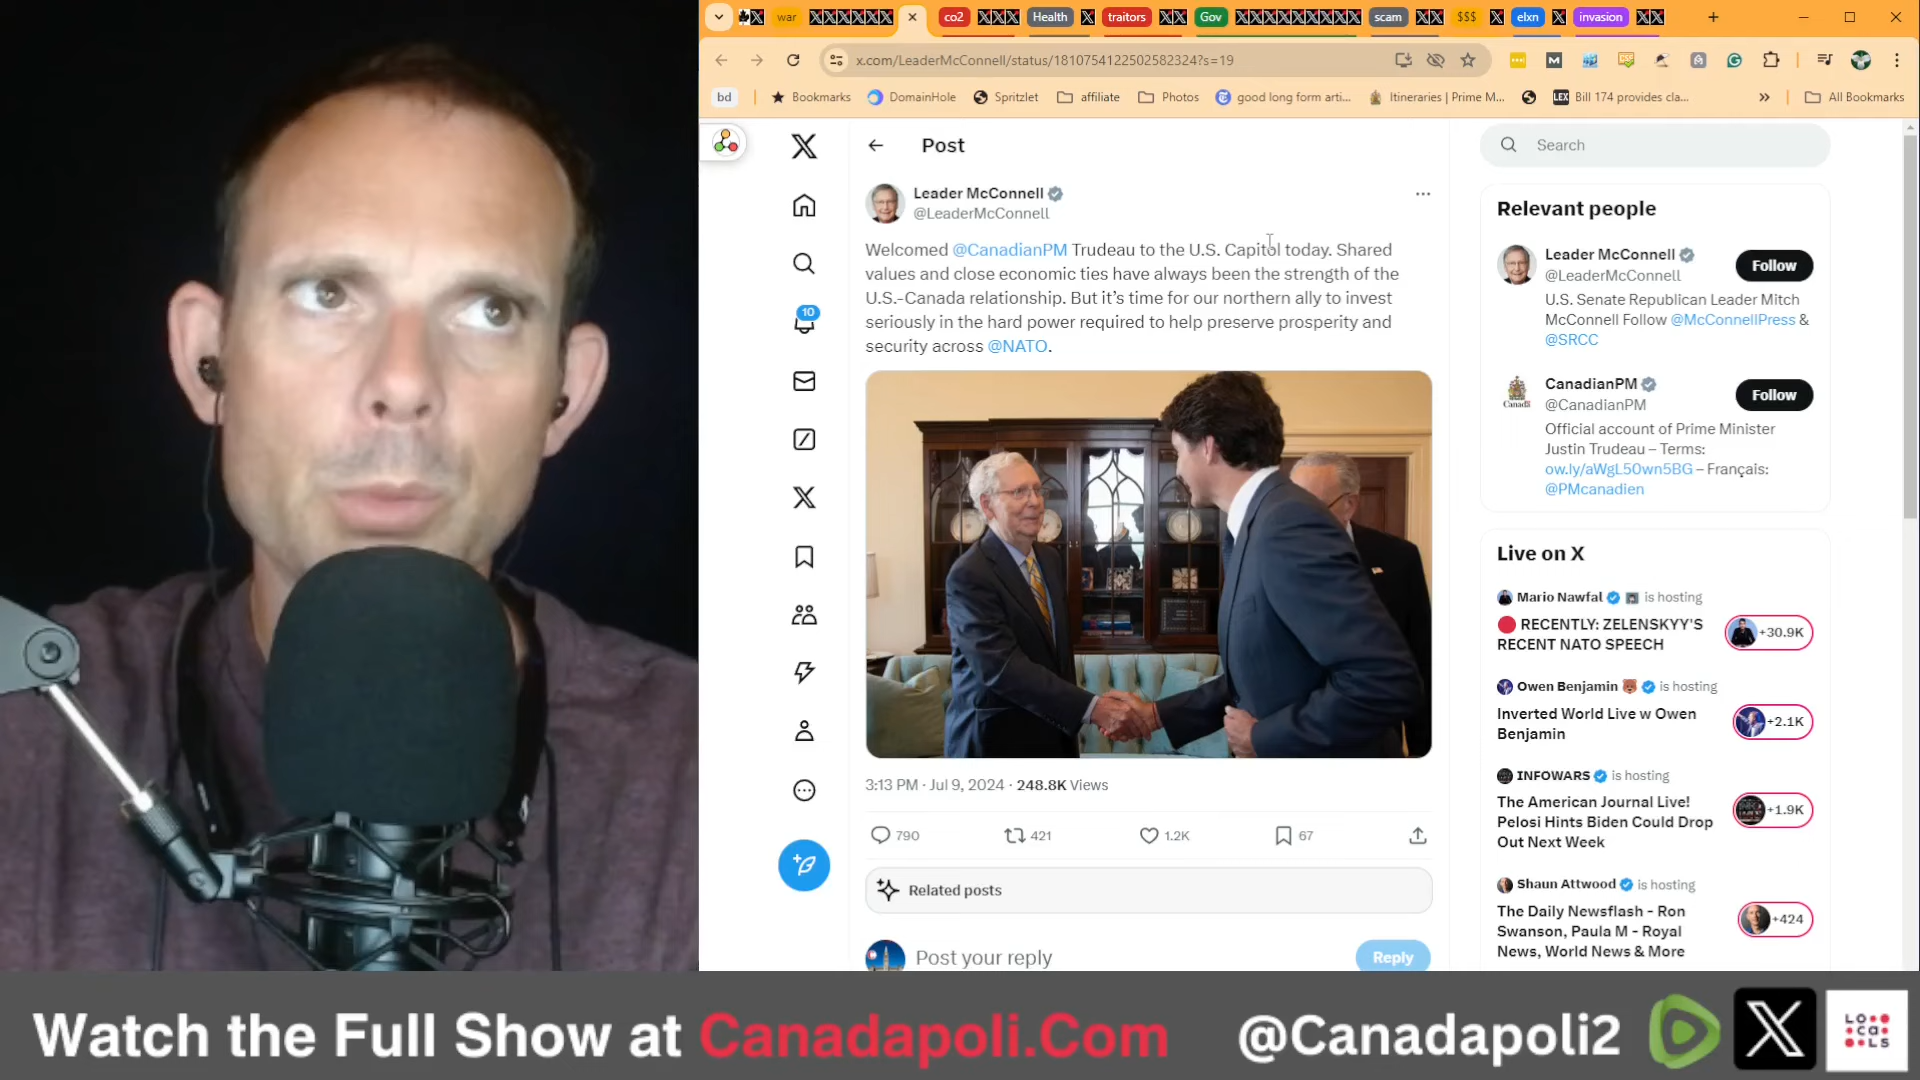 war
co2
Health
traitors
Gov
scam
$$$
elxn
invasion
x.com/LeaderMcConnell/status/1810754122502582324?s=19
bd
Bookmarks
DomainHole
Spritzlet
affiliate
Photos
good long form arti...
Itineraries | Prime M...
LEX
Bill 174 provides cla...
All Bookmarks
Post
Leader McConnell
@LeaderMcConnell
Welcomed @CanadianPM Trudeau to the U.S. Capitol today. Shared
values and close economic ties have always been the strength of the
U.S.-Canada relationship. But it’s time for our northern ally to invest
seriously in the hard power required to help preserve prosperity and
security across @NATO.
10
3:13 PM · Jul 9, 2024 · 248.8K Views
790
421
1.2K
67
Related posts
Post your reply
Reply
Search
Relevant people
Leader McConnell
@LeaderMcConnell
Follow
U.S. Senate Republican Leader Mitch
McConnell Follow @McConnellPress &
@SRCC
CanadianPM
@CanadianPM
Follow
Official account of Prime Minister
Justin Trudeau – Terms:
ow.ly/aWgL50wn5BG – Français:
@PMcanadien
Live on X
Mario Nawfal is hosting
RECENTLY: ZELENSKYY'S
RECENT NATO SPEECH
+30.9K
Owen Benjamin is hosting
Inverted World Live w Owen
Benjamin
+2.1K
INFOWARS is hosting
The American Journal Live!
Pelosi Hints Biden Could Drop
Out Next Week
+1.9K
Shaun Attwood is hosting
The Daily Newsflash - Ron
Swanson, Paula M - Royal
News, World News & More
+424
Watch the Full Show at Canadapoli.Com
@Canadapoli2
LO
CA
LS